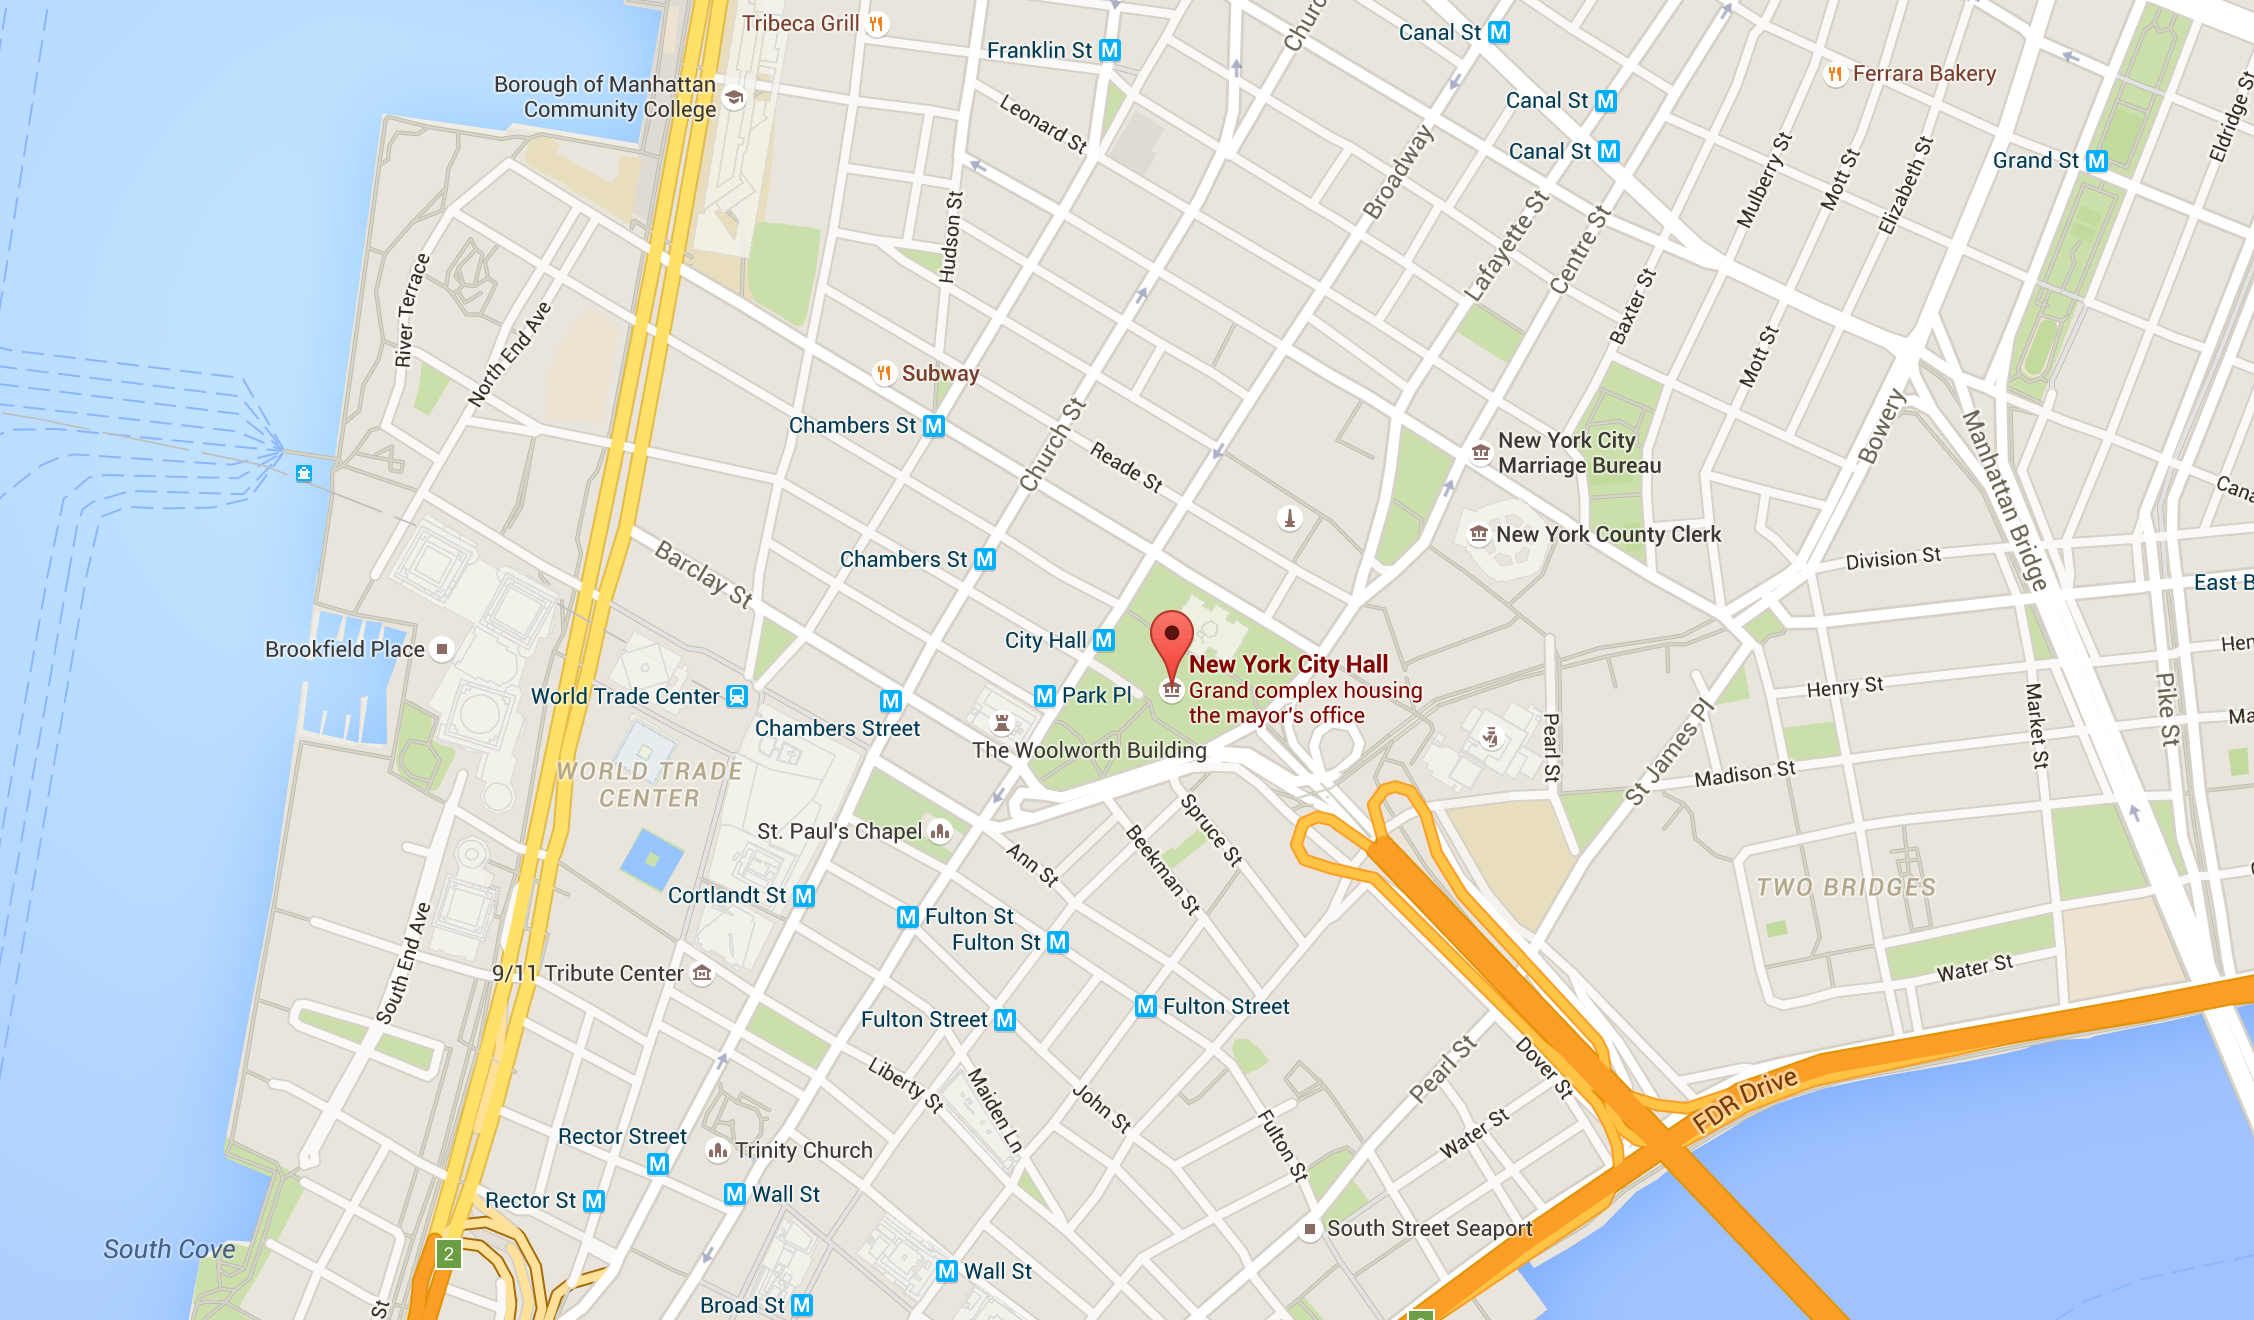 Tribeca Grill
Franklin St
M
Church
Canal St
M
Ferrara Bakery
Borough of Manhattan
Community College
Leonard St
Canal St
M
Canal St
M
Broadway
Mulberry St
Mott St
Elizabeth St
Grand St
M
Eldridge St
Hudson St
Lafayette St
Centre St
Baxter St
Mott St
River Terrace
North End Ave
Subway
Chambers St
M
Church St
Reade St
New York City
Marriage Bureau
Bowery
Manhattan Bridge
New York County Clerk
Division St
East B
Barclay St
Chambers St
M
City Hall
M
New York City Hall
Grand complex housing
the mayor's office
Brookfield Place
World Trade Center
M
Chambers Street
M
Park Pl
The Woolworth Building
WORLD TRADE
CENTER
Pearl St
St James Pl
Henry St
Market St
Pike St
Madison St
Ma
Hen
Cana
St. Paul's Chapel
Ann St
Spruce St
Beekman St
TWO BRIDGES
Cortlandt St
M
M
Fulton St
Fulton St
M
South End Ave
9/11 Tribute Center
Water St
Fulton Street
M
M
Fulton Street
Liberty St
Maiden Ln
John St
Fulton St
Pearl St
Dover St
Water St
FDR Drive
Rector Street
M
Trinity Church
Rector St
M
M
Wall St
South Street Seaport
South Cove
2
M
Wall St
Broad St
M
St